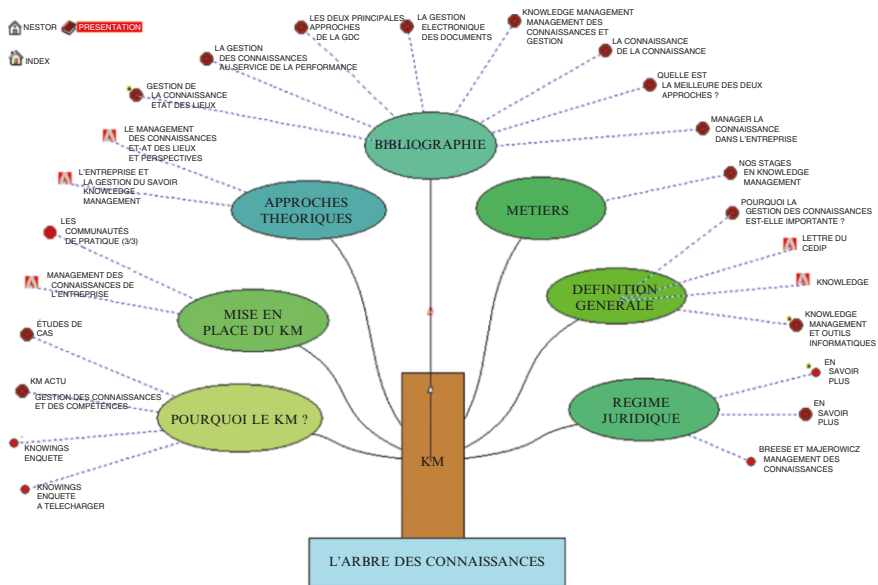 NESTOR
PRESENTATION
INDEX
LES DEUX PRINCIPALES
APPROCHES
DE LA GDC
LA GESTION
ELECTRONIQUE
DES DOCUMENTS
KNOWLEDGE MANAGEMENT
MANAGEMENT DES
CONNAISSANCES ET
GESTION
LA CONNAISSANCE
DE LA CONNAISSANCE
LA GESTION
DES CONNAISSANCES
AU SERVICE DE LA PERFORMANCE
QUELLE EST
LA MEILLEURE DES DEUX
APPROCHES ?
GESTION DE
LA CONNAISSANCE
ETAT DES LIEUX
MANAGER LA
CONNAISSANCE
DANS L'ENTREPRISE
BIBLIOGRAPHIE
LE MANAGEMENT
DES CONNAISSANCES
ET-AT DES LIEUX
ET PERSPECTIVES
L'ENTREPRISE ET
LA GESTION DU SAVOIR
KNOWLEDGE
MANAGEMENT
APPROCHES
THEORIQUES
METIERS
NOS STAGES
EN KNOWLEDGE
MANAGEMENT
POURQUOI LA
GESTION DES CONNAISSANCES
EST-ELLE IMPORTANTE ?
LES
COMMUNAUTÉS
DE PRATIQUE (3/3)
LETTRE DU
CEDIP
MANAGEMENT DES
CONNAISSANCES DE
L'ENTREPRISE
KNOWLEDGE
DEFINITION
GENERALE
MISE EN
PLACE DU KM
KNOWLEDGE
MANAGEMENT
ET OUTILS
INFORMATIQUES
ÉTUDES DE
CAS
EN
SAVOIR
PLUS
KM ACTU
GESTION DES CONNAISSANCES
ET DES COMPÉTENCES
POURQUOI LE KM ?
REGIME
JURIDIQUE
EN
SAVOIR
PLUS
KNOWINGS
ENQUETE
BREESE ET MAJEROWICZ
MANAGEMENT DES
CONNAISSANCES
KM
KNOWINGS
ENQUETE
A TELECHARGER
L'ARBRE DES CONNAISSANCES